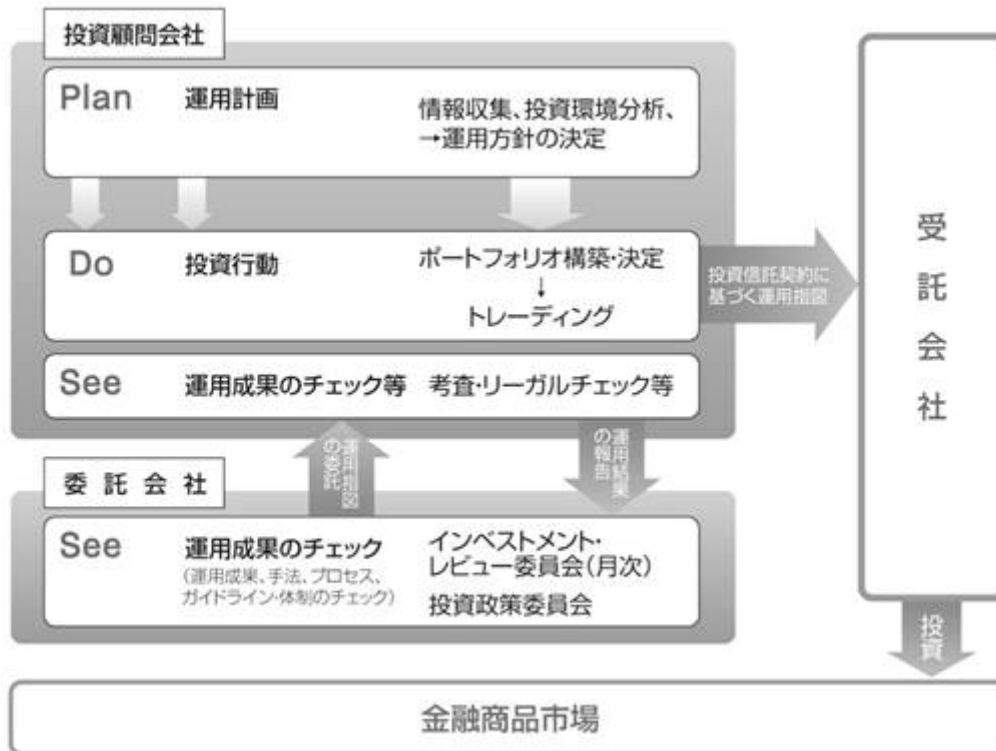 投資顧問会社
Plan 運用計画 情報収集、投資環境分析、
→運用方針の決定
Do 投資行動 ポートフォリオ構築・決定
↓
トレーディング
See 運用成果のチェック等 考査・リーガルチェック等
投資信託契約に
基づく運用指図
受託会社
運用指図
の委託
運用結果
の報告
委託会社
See 運用成果のチェック
(運用成果、手法、プロセス、
ガイドライン・体制のチェック)
インベストメント・
レビュー委員会(月次)
投資政策委員会
投資
金融商品市場